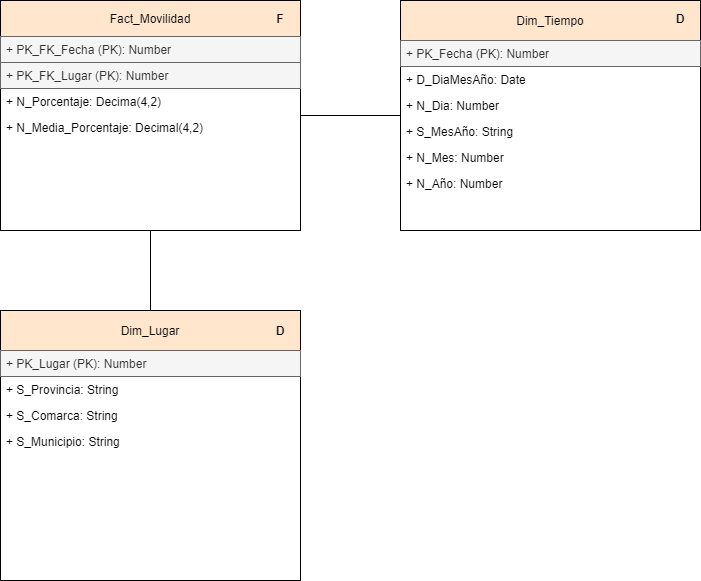 Fact_Movilidad F
+ PK_FK_Fecha (PK): Number
+ PK_FK_Lugar (PK): Number
+ N_Porcentaje: Decima(4,2)
+ N_Media_Porcentaje: Decimal(4,2)
Dim_Tiempo D
+ PK_Fecha (PK): Number
+ D_DiaMesAño: Date
+ N_Dia: Number
+ S_MesAño: String
+ N_Mes: Number
+ N_Año: Number
Dim_Lugar D
+ PK_Lugar (PK): Number
+ S_Provincia: String
+ S_Comarca: String
+ S_Municipio: String